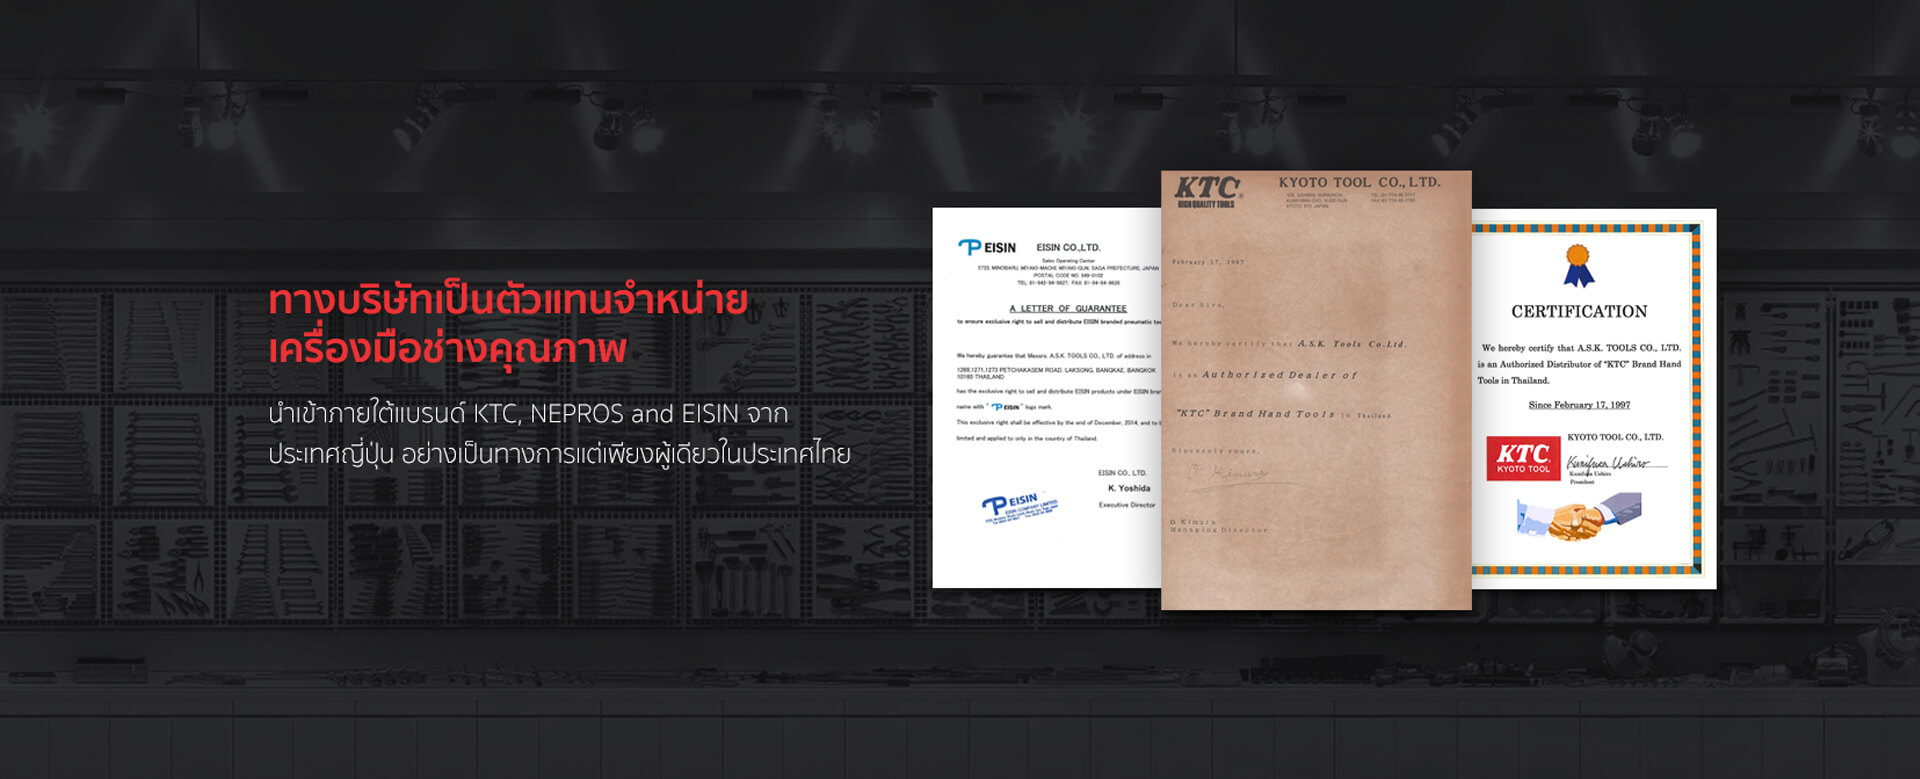 ทางบริษัทเป็นตัวแทนจำหน่าย
เครื่องมือช่างคุณภาพ
นำเข้าภายใต้แบรนด์ KTC, NEPROS and EISIN จาก
ประเทศญี่ปุ่น อย่างเป็นทางการแต่เพียงผู้เดียวในประเทศไทย
EISIN EISIN CO.,LTD.
Sales Operating Center
5733, MINOBARU, MIYAKI-MACHI, MIYAKI-GUN, SAGA PREFECTURE, JAPAN
POSTAL CODE NO. 849-0102
A LETTER OF GUARANTEE
to ensure exclusive right to sell and distribute EISIN branded pneumatic
We hereby guarantee that Messrs. A.S.K. TOOLS CO., LTD. of address in
1269,1271,1273 PETCHAKASEM ROAD, LAKSONG, BANGKAE, BANGKOK
10160 THAILAND
has the exclusive right to sell and distribute EISIN products under EISIN
name with " EISIN " logo mark.
This exclusive right shall be effective by the end of December, 2014, and to
limited and applied to only in the country of Thailand.
EISIN CO., LTD.
K. Yoshida
Executive Director
EISIN
EISIN COMPANY LIMITED
KTC®
HIGH QUALITY TOOLS
KYOTO TOOL CO., LTD.
February 17, 1997
Dear Sirs,
We hereby certify that A.S.K. Tools Co.Ltd.
is an Authorized Dealer of
"KTC" Brand Hand Tools in Thailand.
Sincerely yours,
O. Kimura
Managing Director
CERTIFICATION
We hereby certify that A.S.K. TOOLS CO., LTD.
is an Authorized Distributor of "KTC" Brand Hand
Tools in Thailand.
Since February 17, 1997
KTC
KYOTO TOOL
KYOTO TOOL CO., LTD.
Kunifusa Ushiro
Kunifusa Ushiro
President